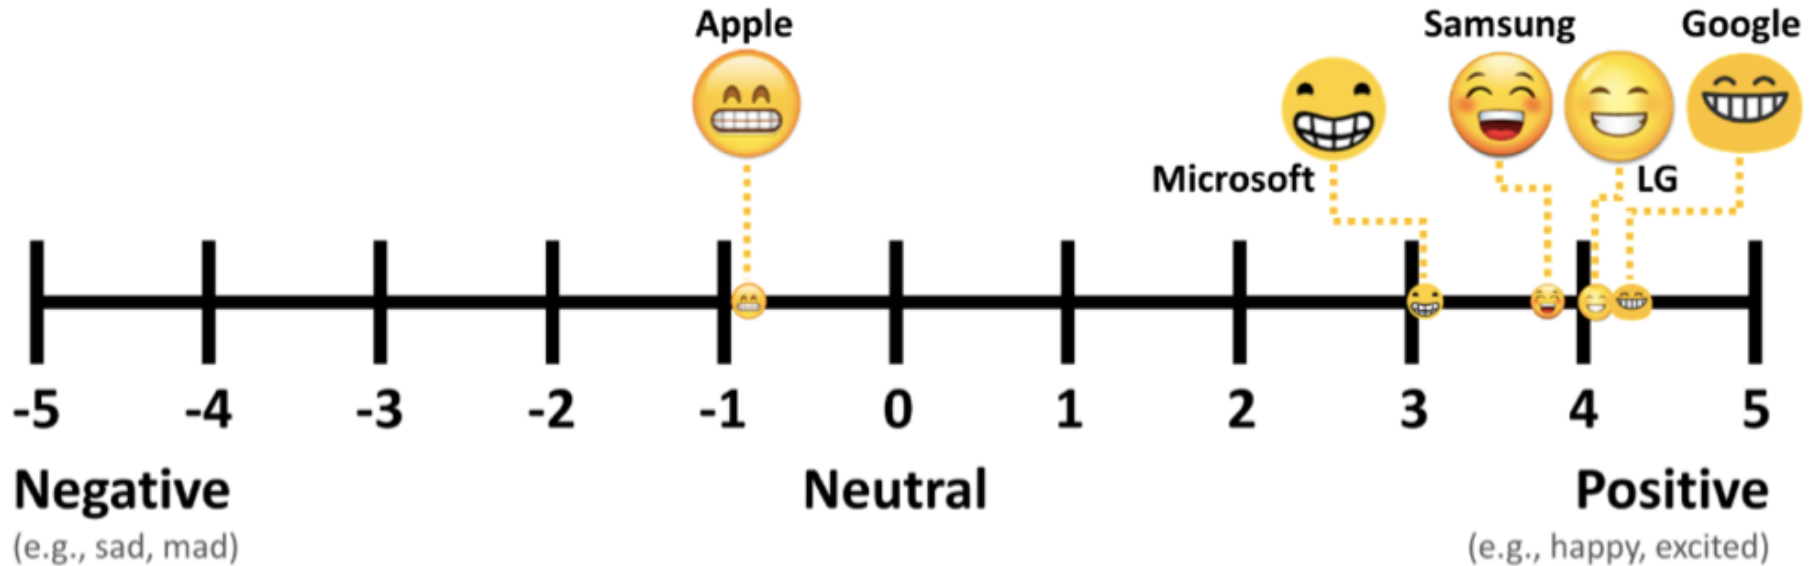 Apple
Samsung
Google
Microsoft
LG
-5 -4 -3 -2 -1 0 1 2 3 4 5
Negative Neutral Positive
(e.g., sad, mad) (e.g., happy, excited)